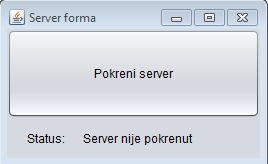 Server forma
Pokreni server
Status: Server nije pokrenut